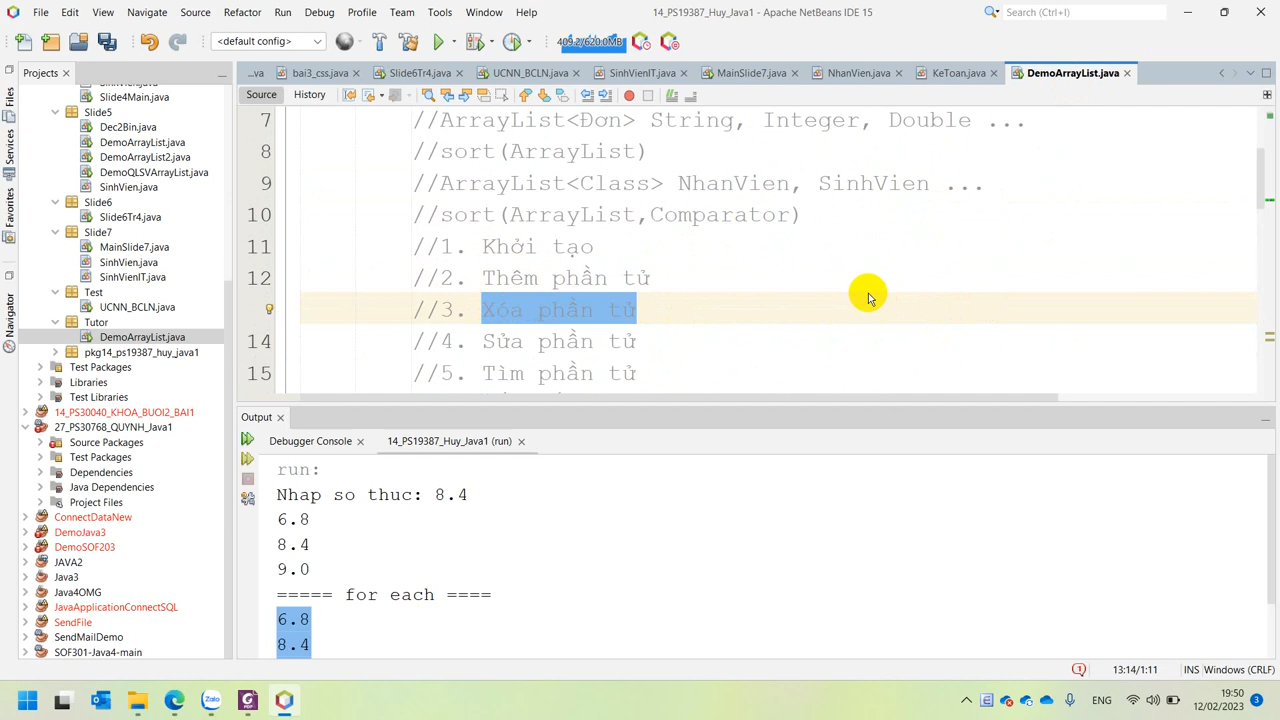 File Edit View Navigate Source Refactor Run Debug Profile Team Tools Window Help
14_PS19387_Huy_Java1 - Apache NetBeans IDE 15
Search (Ctrl+I)
<default config>
409.2/620.0MB
Projects
...va bai3_css.java Slide6Tr4.java UCNN_BCLN.java SinhVienIT.java MainSlide7.java NhanVien.java KeToan.java DemoArrayList.java
Source History
Files
Services
Favorites
Navigator
Slide4Main.java
Slide5
Dec2Bin.java
DemoArrayList.java
DemoArrayList2.java
DemoQLSVArrayList.java
SinhVien.java
Slide6
Slide6Tr4.java
Slide7
MainSlide7.java
SinhVien.java
SinhVienIT.java
Test
UCNN_BCLN.java
Tutor
DemoArrayList.java
pkg14_ps19387_huy_java1
Test Packages
Libraries
Test Libraries
14_PS30040_KHOA_BUOI2_BAI1
27_PS30768_QUYNH_Java1
Source Packages
Test Packages
Dependencies
Java Dependencies
Project Files
ConnectDataNew
DemoJava3
DemoSOF203
JAVA2
Java3
Java4OMG
JavaApplicationConnectSQL
SendFile
SendMailDemo
SOF301-Java4-main
7 //ArrayList<Đơn> String, Integer, Double ...
8 //sort(ArrayList)
9 //ArrayList<Class> NhanVien, SinhVien ...
10 //sort(ArrayList,Comparator)
11 //1. Khởi tạo
12 //2. Thêm phần tử
//3. Xóa phần tử
14 //4. Sửa phần tử
15 //5. Tìm phần tử
Output
Debugger Console 14_PS19387_Huy_Java1 (run)
run:
Nhap so thuc: 8.4
6.8
8.4
9.0
===== for each ====
6.8
8.4
13:14/1:11 INS Windows (CRLF)
Zalo
PDF
ENG
19:50
12/02/2023
3